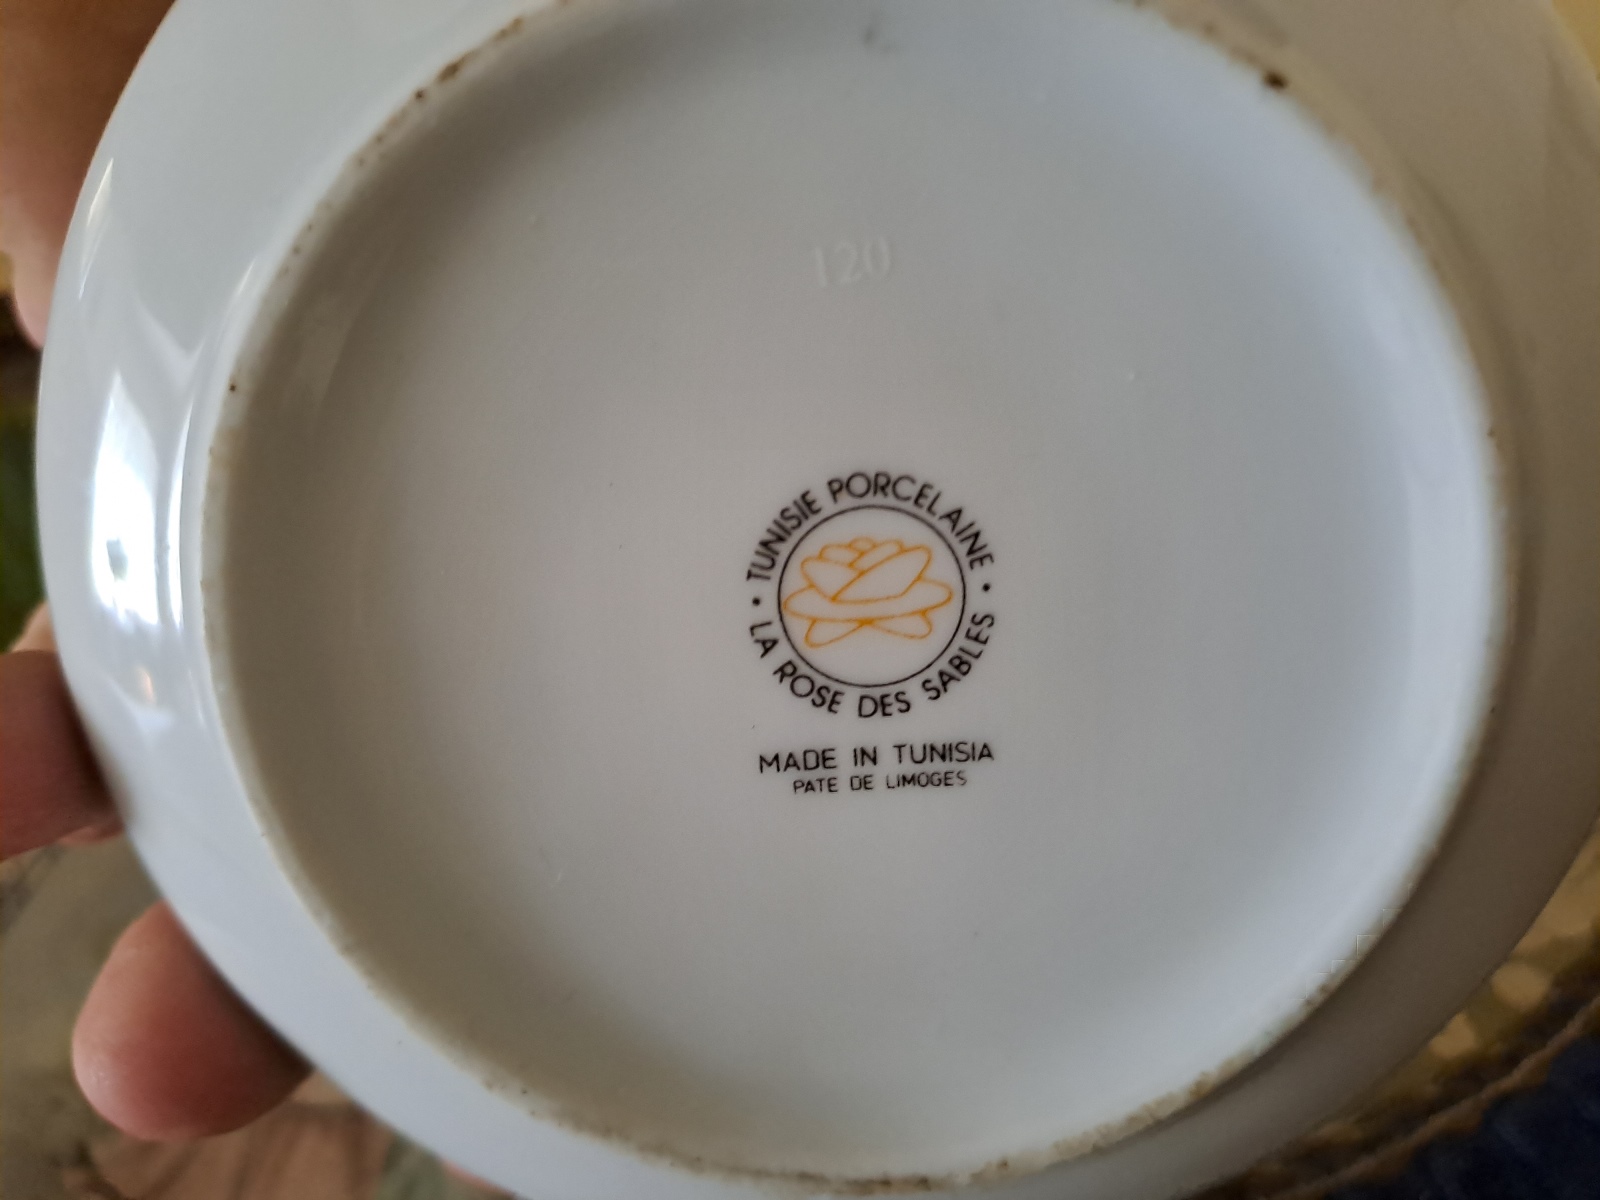 120
TUNISIE PORCELAINE
• LA ROSE DES SABLES •
MADE IN TUNISIA
PATE DE LIMOGES